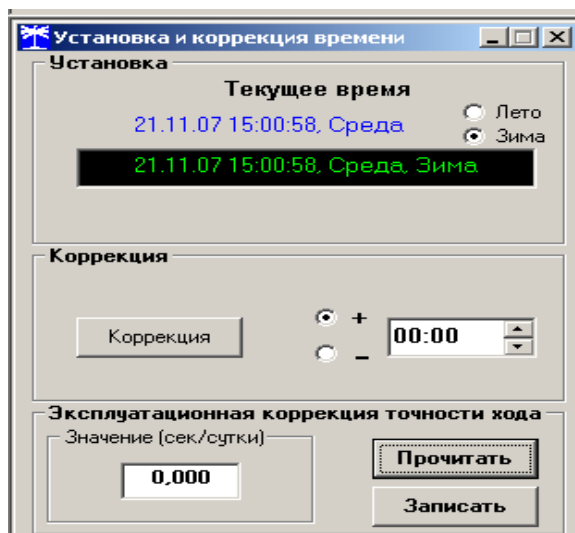 Установка и коррекция времени
Установка
Текущее время
21.11.07 15:00:58, Среда
Лето
Зима
21.11.07 15:00:58, Среда, Зима
Коррекция
Коррекция
+
00:00
–
Эксплуатационная коррекция точности хода
Значение (сек/сутки)
0,000
Прочитать
Записать